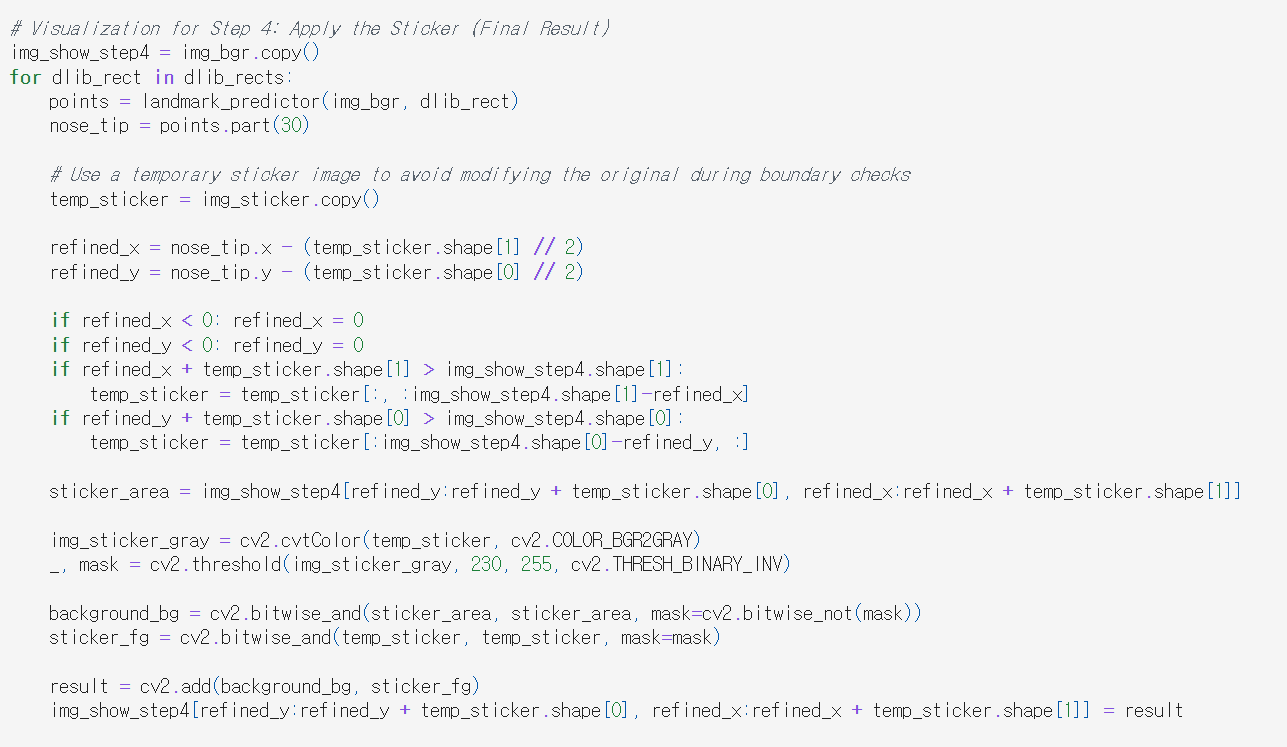 # Visualization for Step 4: Apply the Sticker (Final Result)
img_show_step4 = img_bgr.copy()
for dlib_rect in dlib_rects:
    points = landmark_predictor(img_bgr, dlib_rect)
    nose_tip = points.part(30)
    # Use a temporary sticker image to avoid modifying the original during boundary checks
    temp_sticker = img_sticker.copy()
    refined_x = nose_tip.x - (temp_sticker.shape[1] // 2)
    refined_y = nose_tip.y - (temp_sticker.shape[0] // 2)
    if refined_x < 0: refined_x = 0
    if refined_y < 0: refined_y = 0
    if refined_x + temp_sticker.shape[1] > img_show_step4.shape[1]:
        temp_sticker = temp_sticker[:, :img_show_step4.shape[1]-refined_x]
    if refined_y + temp_sticker.shape[0] > img_show_step4.shape[0]:
        temp_sticker = temp_sticker[:img_show_step4.shape[0]-refined_y, :]
    sticker_area = img_show_step4[refined_y:refined_y + temp_sticker.shape[0], refined_x:refined_x + temp_sticker.shape[1]]
    img_sticker_gray = cv2.cvtColor(temp_sticker, cv2.COLOR_BGR2GRAY)
    _, mask = cv2.threshold(img_sticker_gray, 230, 255, cv2.THRESH_BINARY_INV)
    background_bg = cv2.bitwise_and(sticker_area, sticker_area, mask=cv2.bitwise_not(mask))
    sticker_fg = cv2.bitwise_and(temp_sticker, temp_sticker, mask=mask)
    result = cv2.add(background_bg, sticker_fg)
    img_show_step4[refined_y:refined_y + temp_sticker.shape[0], refined_x:refined_x + temp_sticker.shape[1]] = result